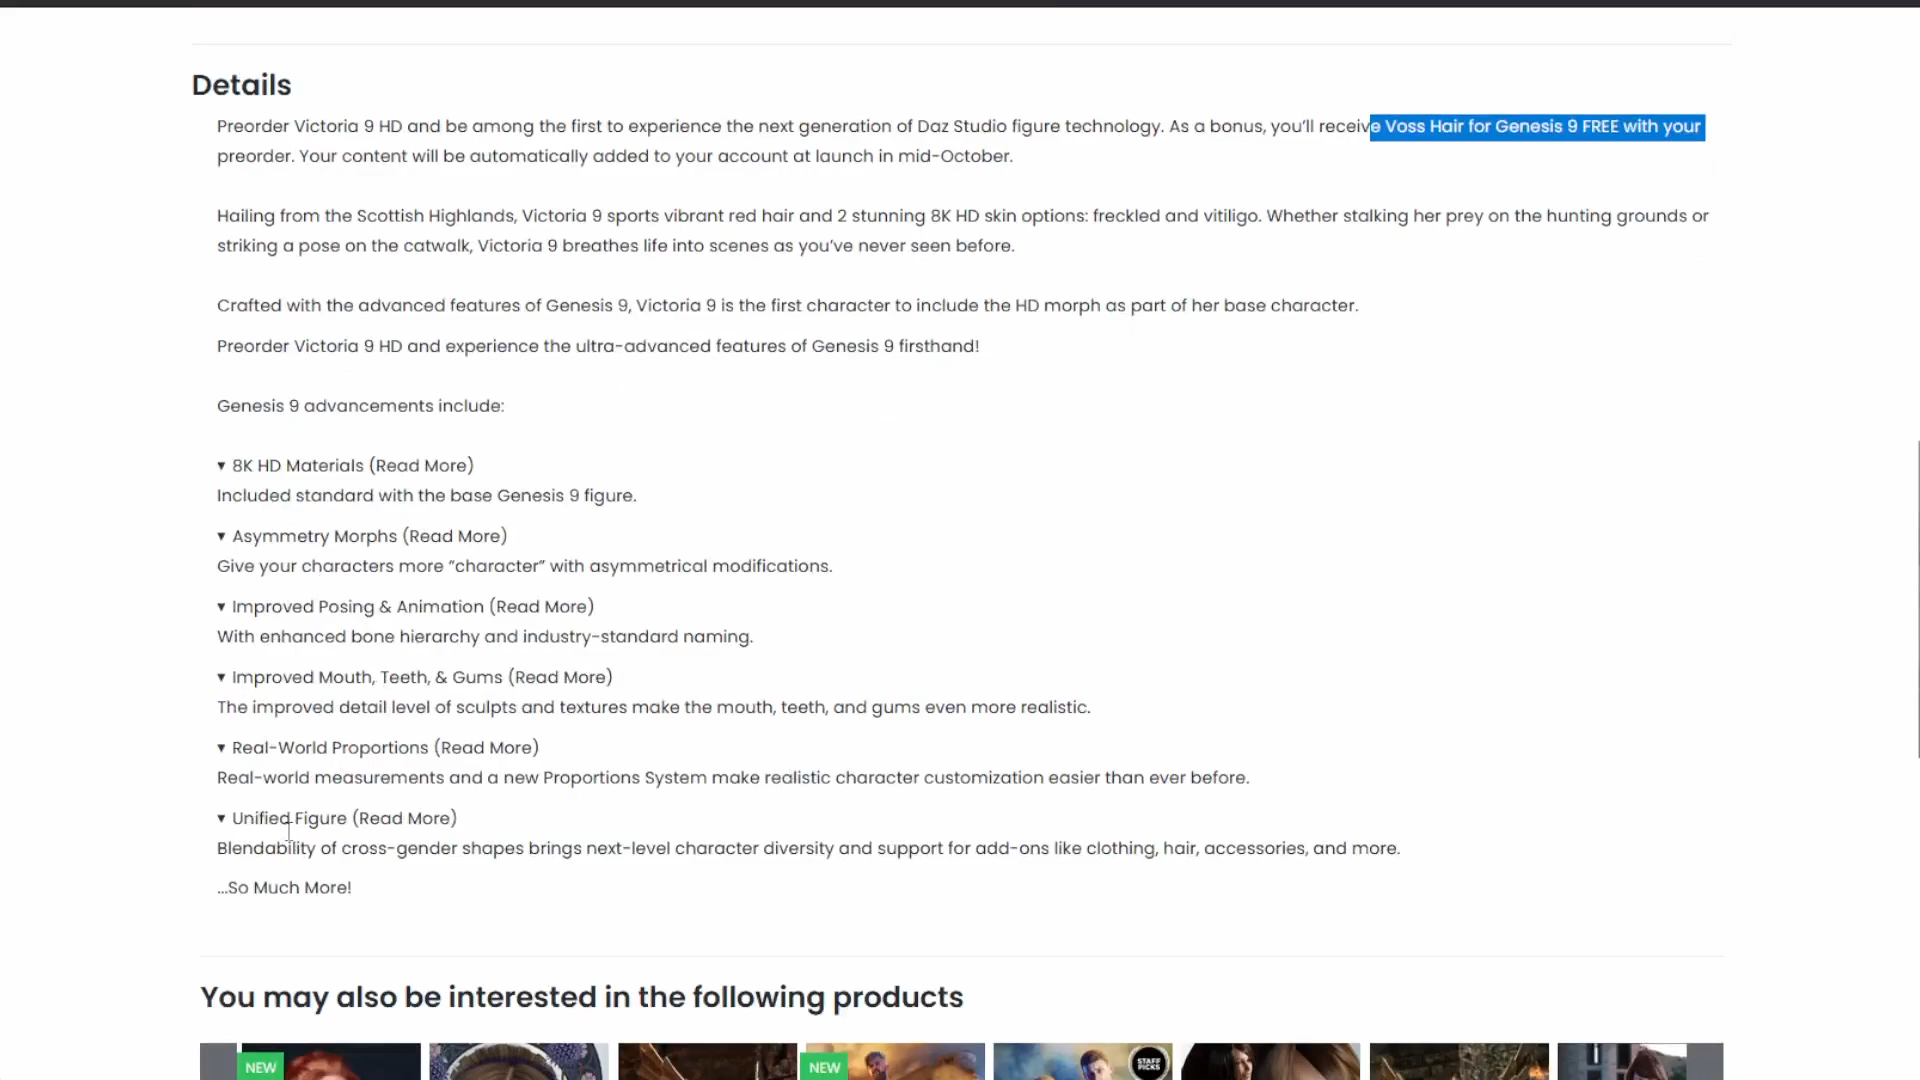 Details
Preorder Victoria 9 HD and be among the first to experience the next generation of Daz Studio figure technology. As a bonus, you’ll receive Voss Hair for Genesis 9 FREE with your
preorder. Your content will be automatically added to your account at launch in mid-October.
Hailing from the Scottish Highlands, Victoria 9 sports vibrant red hair and 2 stunning 8K HD skin options: freckled and vitiligo. Whether stalking her prey on the hunting grounds or
striking a pose on the catwalk, Victoria 9 breathes life into scenes as you’ve never seen before.
Crafted with the advanced features of Genesis 9, Victoria 9 is the first character to include the HD morph as part of her base character.
Preorder Victoria 9 HD and experience the ultra-advanced features of Genesis 9 firsthand!
Genesis 9 advancements include:
▾ 8K HD Materials (Read More)
Included standard with the base Genesis 9 figure.
▾ Asymmetry Morphs (Read More)
Give your characters more “character” with asymmetrical modifications.
▾ Improved Posing & Animation (Read More)
With enhanced bone hierarchy and industry-standard naming.
▾ Improved Mouth, Teeth, & Gums (Read More)
The improved detail level of sculpts and textures make the mouth, teeth, and gums even more realistic.
▾ Real-World Proportions (Read More)
Real-world measurements and a new Proportions System make realistic character customization easier than ever before.
▾ Unified Figure (Read More)
Blendability of cross-gender shapes brings next-level character diversity and support for add-ons like clothing, hair, accessories, and more.
...So Much More!
You may also be interested in the following products
NEW
NEW
STAFF
PICKS